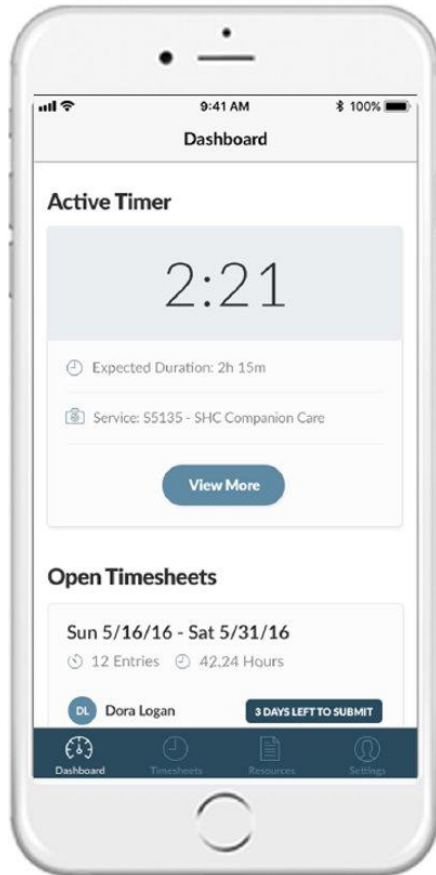 9:41 AM
100%
Dashboard
Active Timer
2:21
Expected Duration: 2h 15m
Service: S5135 - SHC Companion Care
View More
Open Timesheets
Sun 5/16/16 - Sat 5/31/16
12 Entries 42.24 Hours
DL Dora Logan 3 DAYS LEFT TO SUBMIT
Dashboard Timesheets Resources Settings